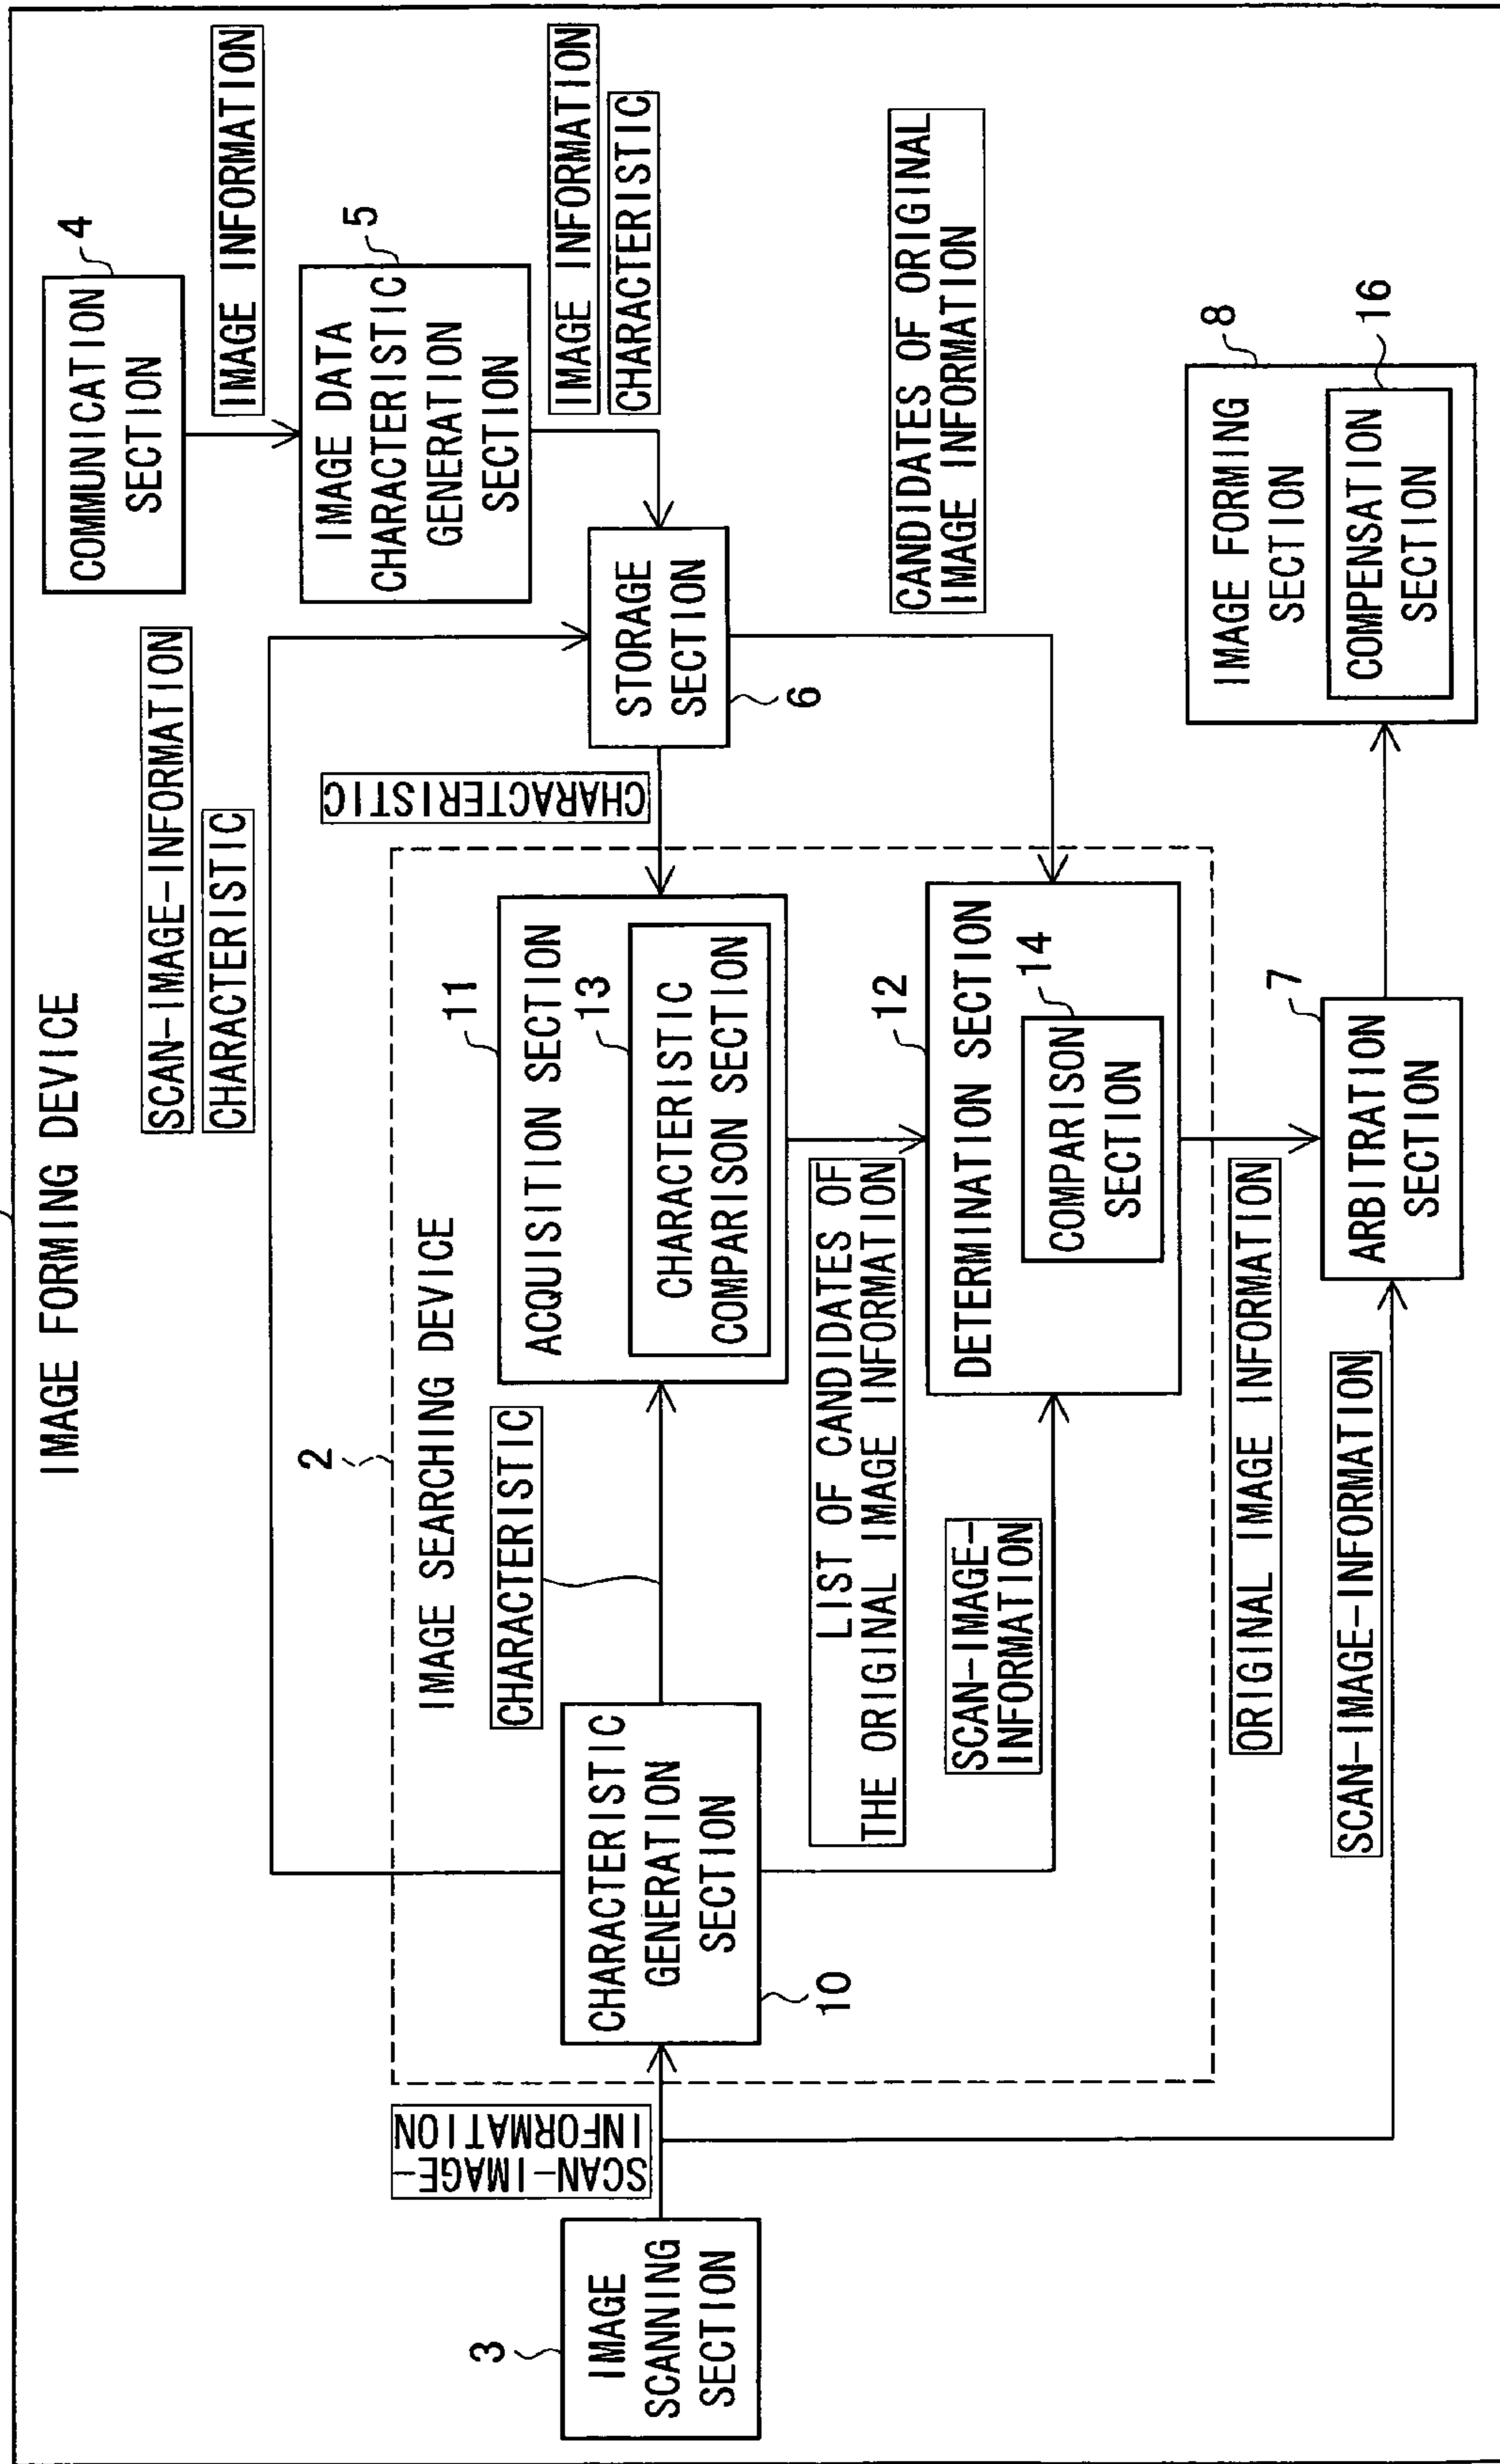 IMAGE FORMING DEVICE
SCAN-IMAGE-INFORMATION
CHARACTERISTIC
COMMUNICATION
SECTION
4
IMAGE INFORMATION
IMAGE DATA
CHARACTERISTIC
GENERATION
SECTION
5
IMAGE INFORMATION
CHARACTERISTIC
STORAGE
SECTION
6
CHARACTERISTIC
CANDIDATES OF ORIGINAL
IMAGE INFORMATION
2
IMAGE SEARCHING DEVICE
3
IMAGE
SCANNING
SECTION
SCAN-IMAGE-
INFORMATION
CHARACTERISTIC
GENERATION
SECTION
10
CHARACTERISTIC
11
ACQUISITION SECTION
13
CHARACTERISTIC
COMPARISON SECTION
LIST OF CANDIDATES OF
THE ORIGINAL IMAGE INFORMATION
SCAN-IMAGE-
INFORMATION
12
DETERMINATION SECTION
14
COMPARISON
SECTION
ORIGINAL IMAGE INFORMATION
SCAN-IMAGE-INFORMATION
7
ARBITRATION
SECTION
8
IMAGE FORMING
SECTION
16
COMPENSATION
SECTION